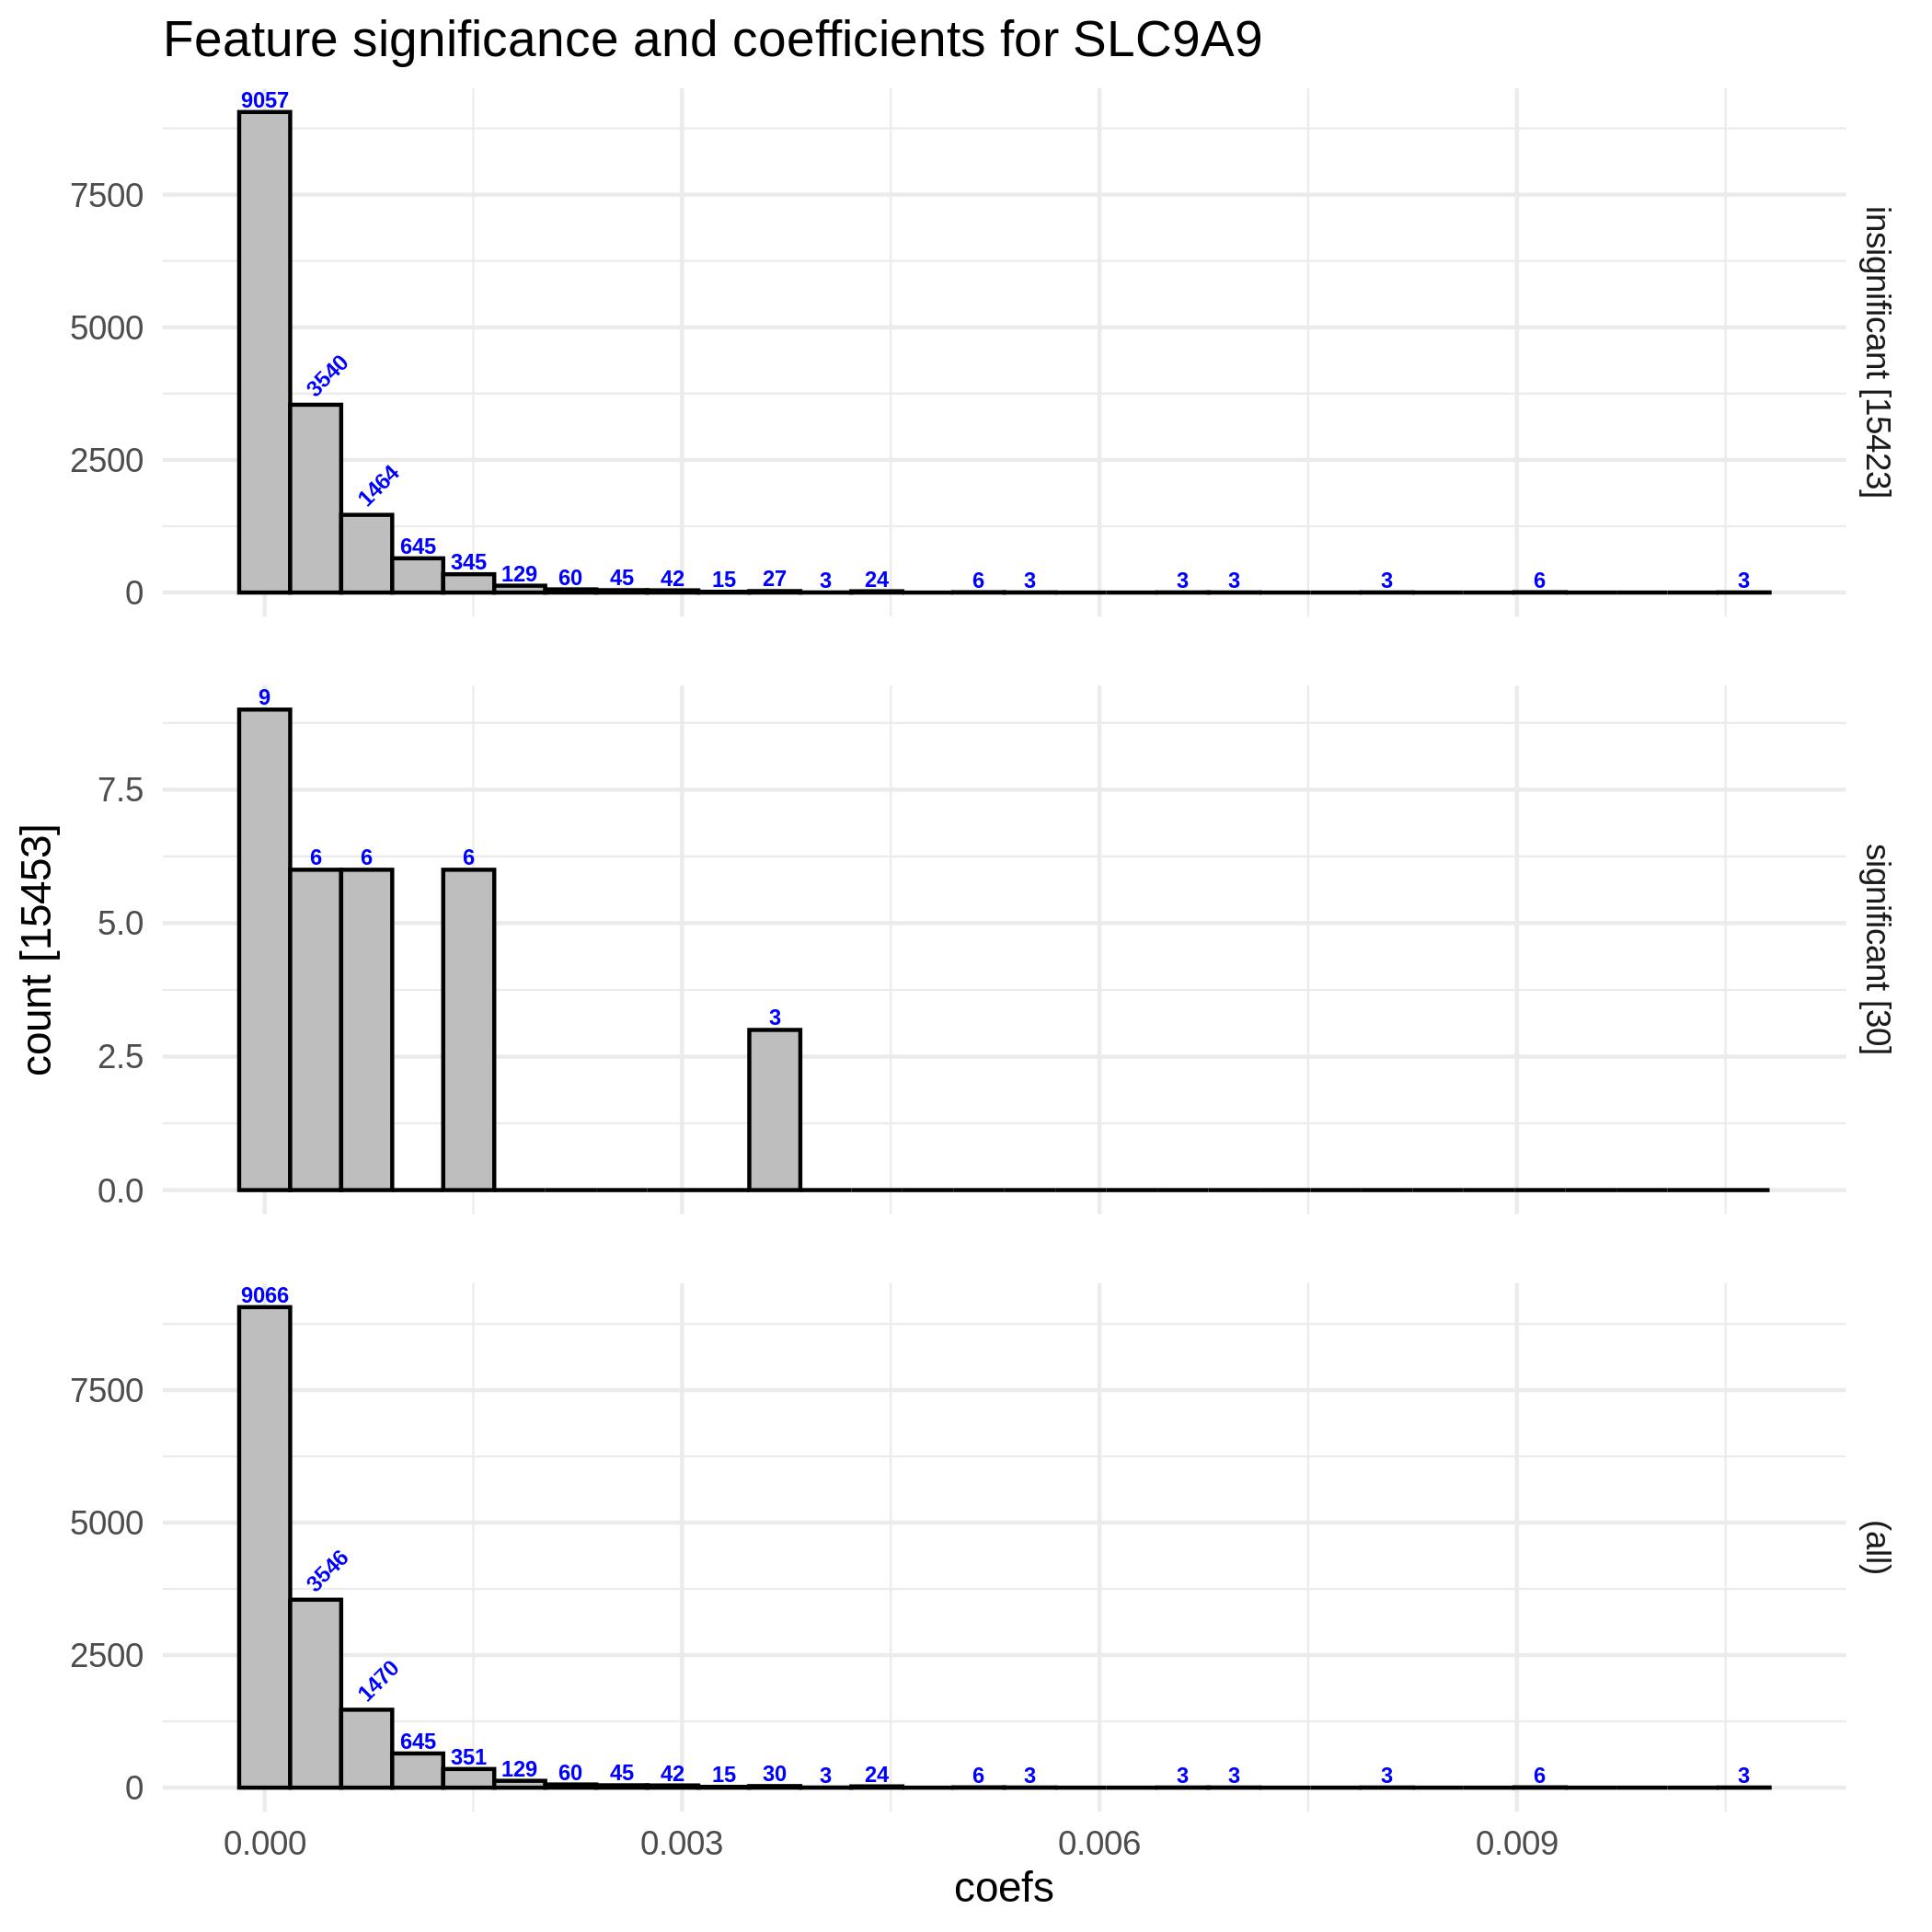 Feature significance and coefficients for SLC9A9
9057
3540
1464
645 345 129 60 45 42 15 27 3 24 6 3 3 3 3 6 3
7500
5000
2500
0
insignificant [15423]
9
6 6 6
3
7.5
5.0
2.5
0.0
count [15453]
significant [30]
9066
3546
1470
645 351 129 60 45 42 15 30 3 24 6 3 3 3 3 6 3
7500
5000
2500
0
(all)
0.000 0.003 0.006 0.009
coefs